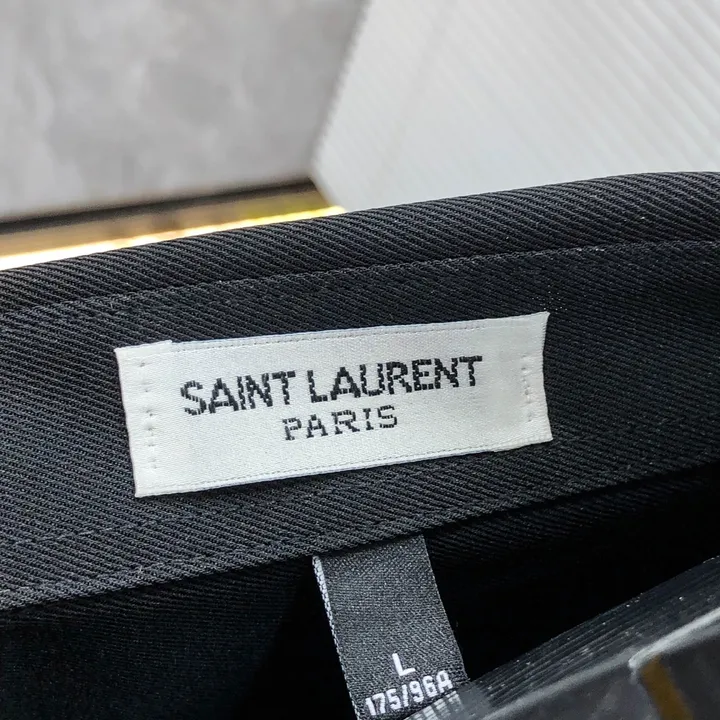 SAINT LAURENT
PARIS
L
175/96A